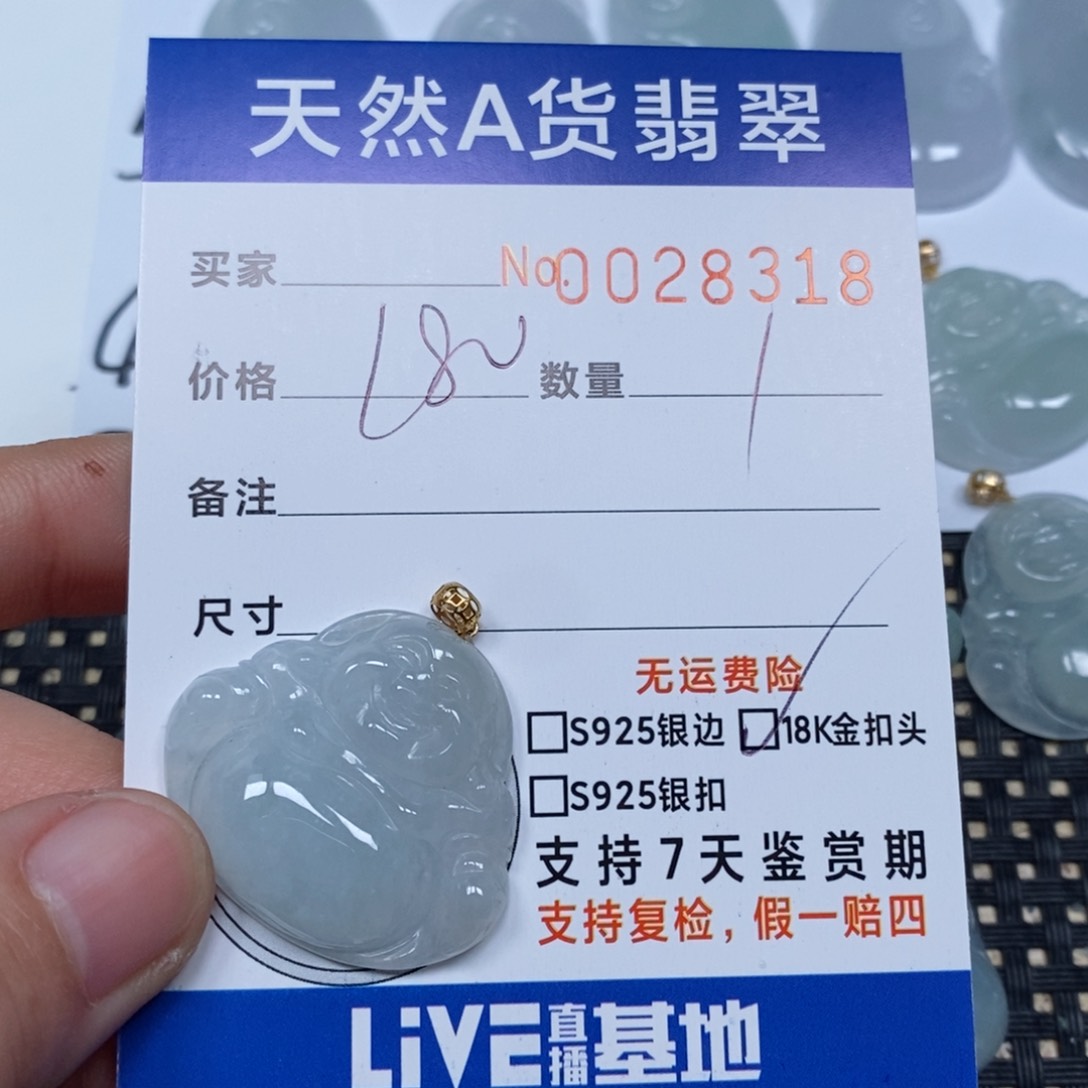 天然A货翡翠
买家 No.0028318
价格 数量 1
备注
尺寸
无运费险
□S925银边 ☑18K金扣头
□S925银扣
支持7天鉴赏期
支持复检，假一赔四
LiVE直播基地